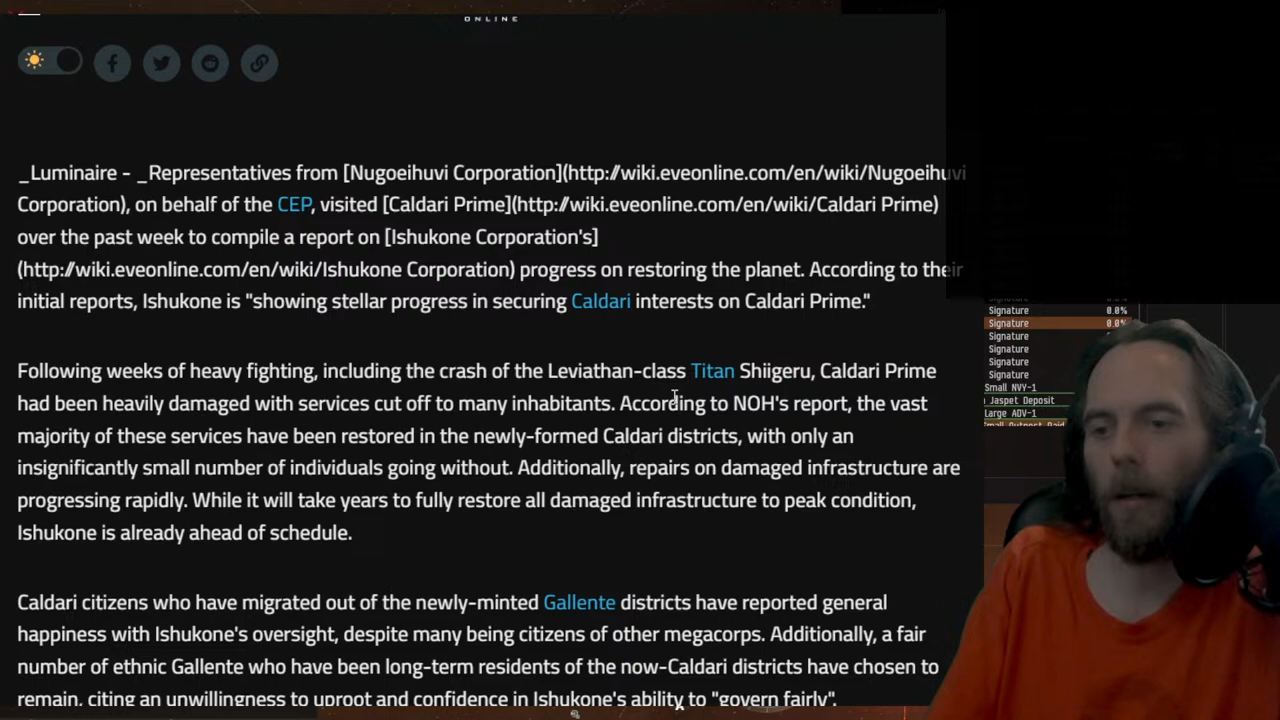 ONLINE
_Luminaire - _Representatives from [Nugoeihuvi Corporation](http://wiki.eveonline.com/en/wiki/Nugoeihuvi
Corporation), on behalf of the CEP, visited [Caldari Prime](http://wiki.eveonline.com/en/wiki/Caldari Prime)
over the past week to compile a report on [Ishukone Corporation's]
(http://wiki.eveonline.com/en/wiki/Ishukone Corporation) progress on restoring the planet. According to their
initial reports, Ishukone is "showing stellar progress in securing Caldari interests on Caldari Prime."
Following weeks of heavy fighting, including the crash of the Leviathan-class Titan Shiigeru, Caldari Prime
had been heavily damaged with services cut off to many inhabitants. According to NOH's report, the vast
majority of these services have been restored in the newly-formed Caldari districts, with only an
insignificantly small number of individuals going without. Additionally, repairs on damaged infrastructure are
progressing rapidly. While it will take years to fully restore all damaged infrastructure to peak condition,
Ishukone is already ahead of schedule.
Caldari citizens who have migrated out of the newly-minted Gallente districts have reported general
happiness with Ishukone's oversight, despite many being citizens of other megacorps. Additionally, a fair
number of ethnic Gallente who have been long-term residents of the now-Caldari districts have chosen to
remain, citing an unwillingness to uproot and confidence in Ishukone's ability to "govern fairly".
Signature 0.0%
Signature 0.0%
Signature
Signature
Signature
Signature
Small NVY-1
Jaspet Deposit
Large ADV-1
Small Outpost Raid